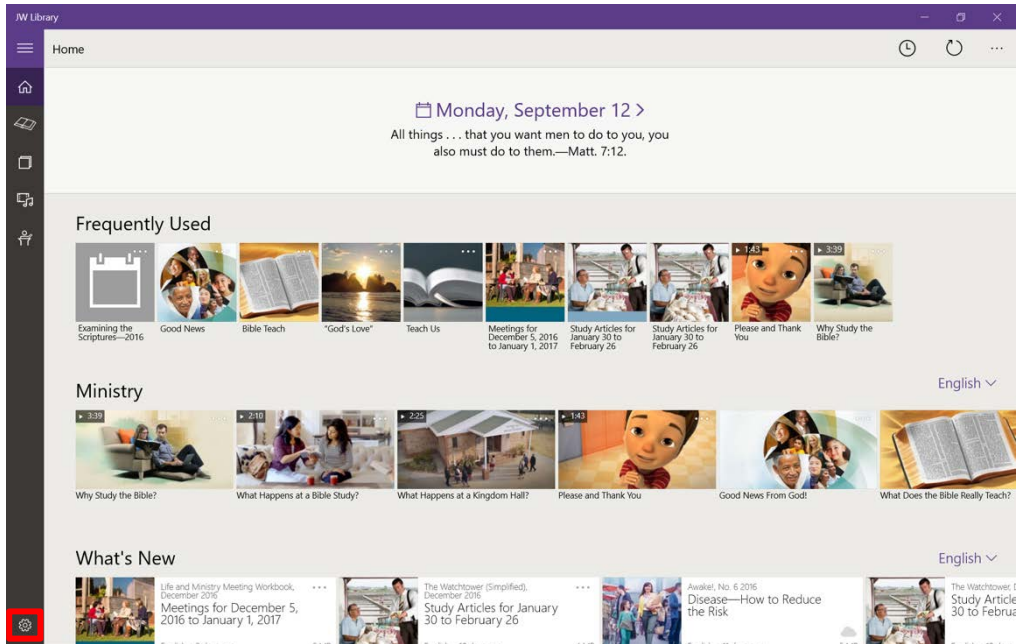 JW Library
Home
Monday, September 12 >
All things . . . that you want men to do to you, you
also must do to them.—Matt. 7:12.
Frequently Used
1:43
3:39
Examining the
Scriptures—2016
Good News
Bible Teach
"God's Love"
Teach Us
Meetings for
December 5, 2016
to January 1, 2017
Study Articles for
January 30 to
February 26
Study Articles for
January 30 to
February 26
Please and Thank
You
Why Study the
Bible?
Ministry
English
3:39
2:10
2:25
1:43
Why Study the Bible?
What Happens at a Bible Study?
What Happens at a Kingdom Hall?
Please and Thank You
Good News From God!
What Does the Bible Really Teach?
What's New
English
Life and Ministry Meeting Workbook,
December 2016
Meetings for December 5,
2016 to January 1, 2017
The Watchtower (Simplified),
December 2016
Study Articles for January
30 to February 26
Awake!, No. 6 2016
Disease—How to Reduce
the Risk
The Watchtower,
Study Article
30 to Februa